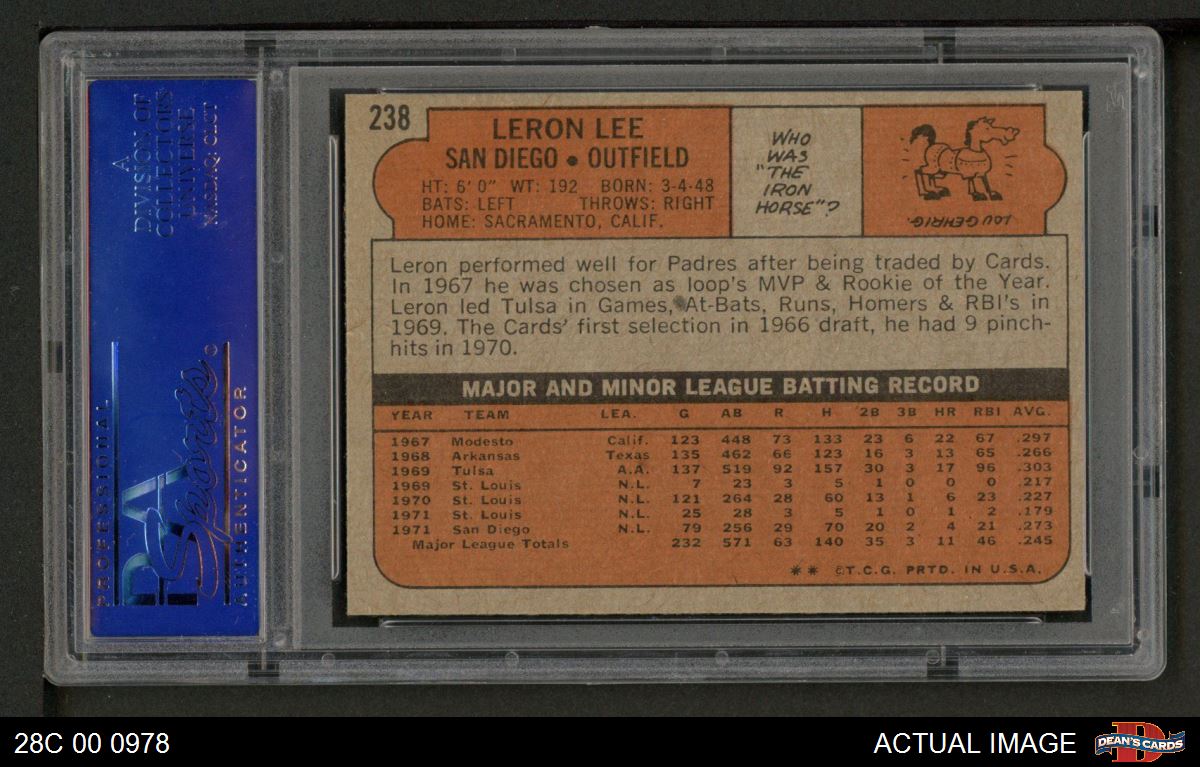 A
DIVISION OF
COLLECTORS
UNIVERSE
NASDAQ: CLCT
PROFESSIONAL
PSA
Sports
AUTHENTICATOR
238
LERON LEE
SAN DIEGO • OUTFIELD
HT: 6' 0" WT: 192 BORN: 3-4-48
BATS: LEFT THROWS: RIGHT
HOME: SACRAMENTO, CALIF.
WHO
WAS
"THE
IRON
HORSE"?
LOU GEHRIG.
Leron performed well for Padres after being traded by Cards.
In 1967 he was chosen as loop's MVP & Rookie of the Year.
Leron led Tulsa in Games, At-Bats, Runs, Homers & RBI's in
1969. The Cards' first selection in 1966 draft, he had 9 pinch-
hits in 1970.
MAJOR AND MINOR LEAGUE BATTING RECORD
YEAR TEAM LEA. G AB R H 2B 3B HR RBI AVG.
1967 Modesto Calif. 123 448 73 133 23 6 22 67 .297
1968 Arkansas Texas 135 462 66 123 16 3 13 65 .266
1969 Tulsa A.A. 137 519 92 157 30 3 17 96 .303
1969 St. Louis N.L. 7 23 3 5 1 0 0 0 .217
1970 St. Louis N.L. 121 264 28 60 13 1 6 23 .227
1971 St. Louis N.L. 25 28 3 5 1 0 1 2 .179
1971 San Diego N.L. 79 256 29 70 20 2 4 21 .273
Major League Totals 232 571 63 140 35 3 11 46 .245
** ©T.C.G. PRTD. IN U.S.A.
28C 00 0978
ACTUAL IMAGE
D
DEAN'S CARDS